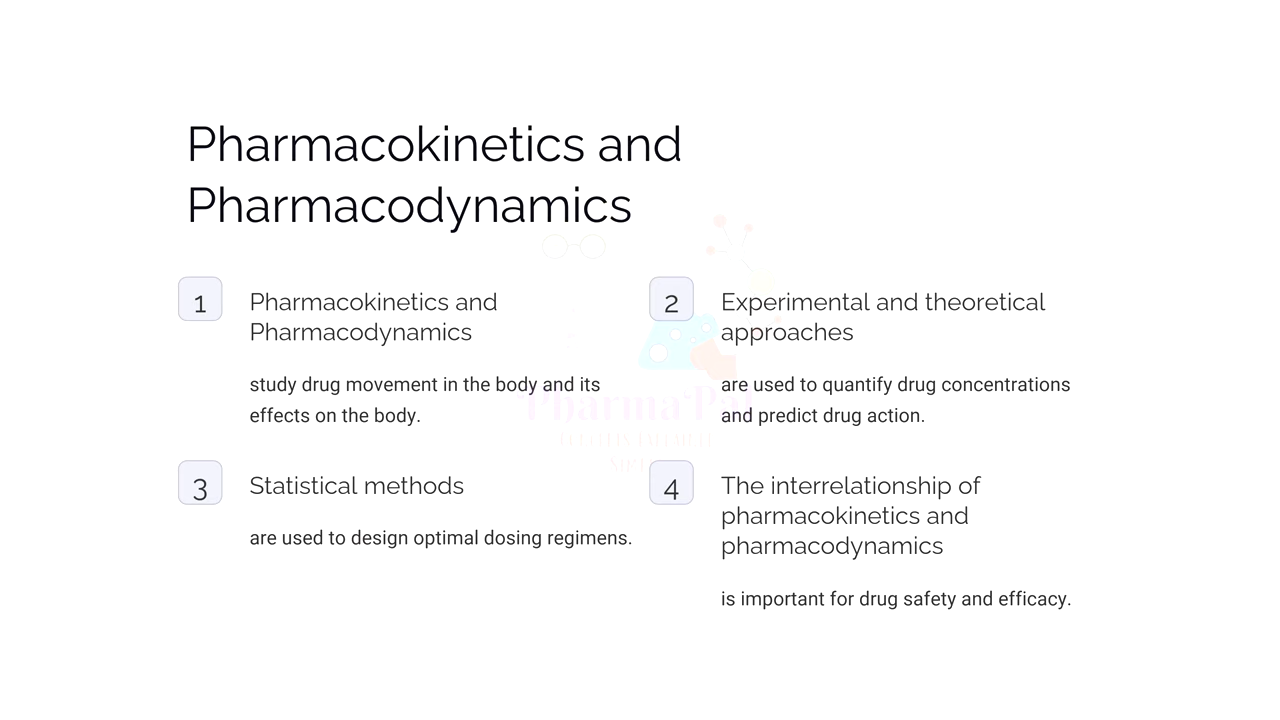 Pharmacokinetics and
Pharmacodynamics
1
Pharmacokinetics and
Pharmacodynamics
study drug movement in the body and its
effects on the body.
2
Experimental and theoretical
approaches
are used to quantify drug concentrations
and predict drug action.
3
Statistical methods
are used to design optimal dosing regimens.
4
The interrelationship of
pharmacokinetics and
pharmacodynamics
is important for drug safety and efficacy.
Pharma Pal